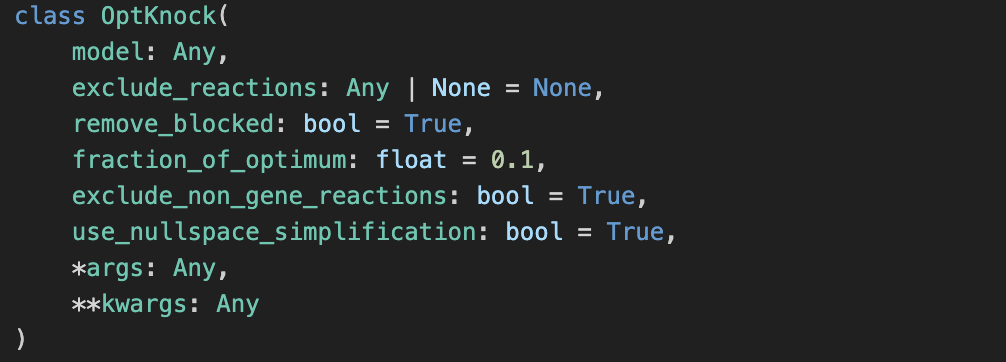 class OptKnock(
    model: Any,
    exclude_reactions: Any | None = None,
    remove_blocked: bool = True,
    fraction_of_optimum: float = 0.1,
    exclude_non_gene_reactions: bool = True,
    use_nullspace_simplification: bool = True,
    *args: Any,
    **kwargs: Any
)